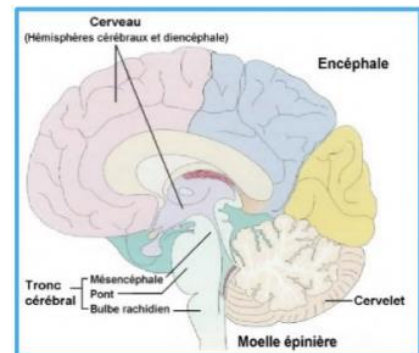 Cerveau
(Hémisphères cérébraux et diencéphale)
Encéphale
Tronc
cérébral
Mésencéphale
Pont
Bulbe rachidien
Cervelet
Moelle épinière